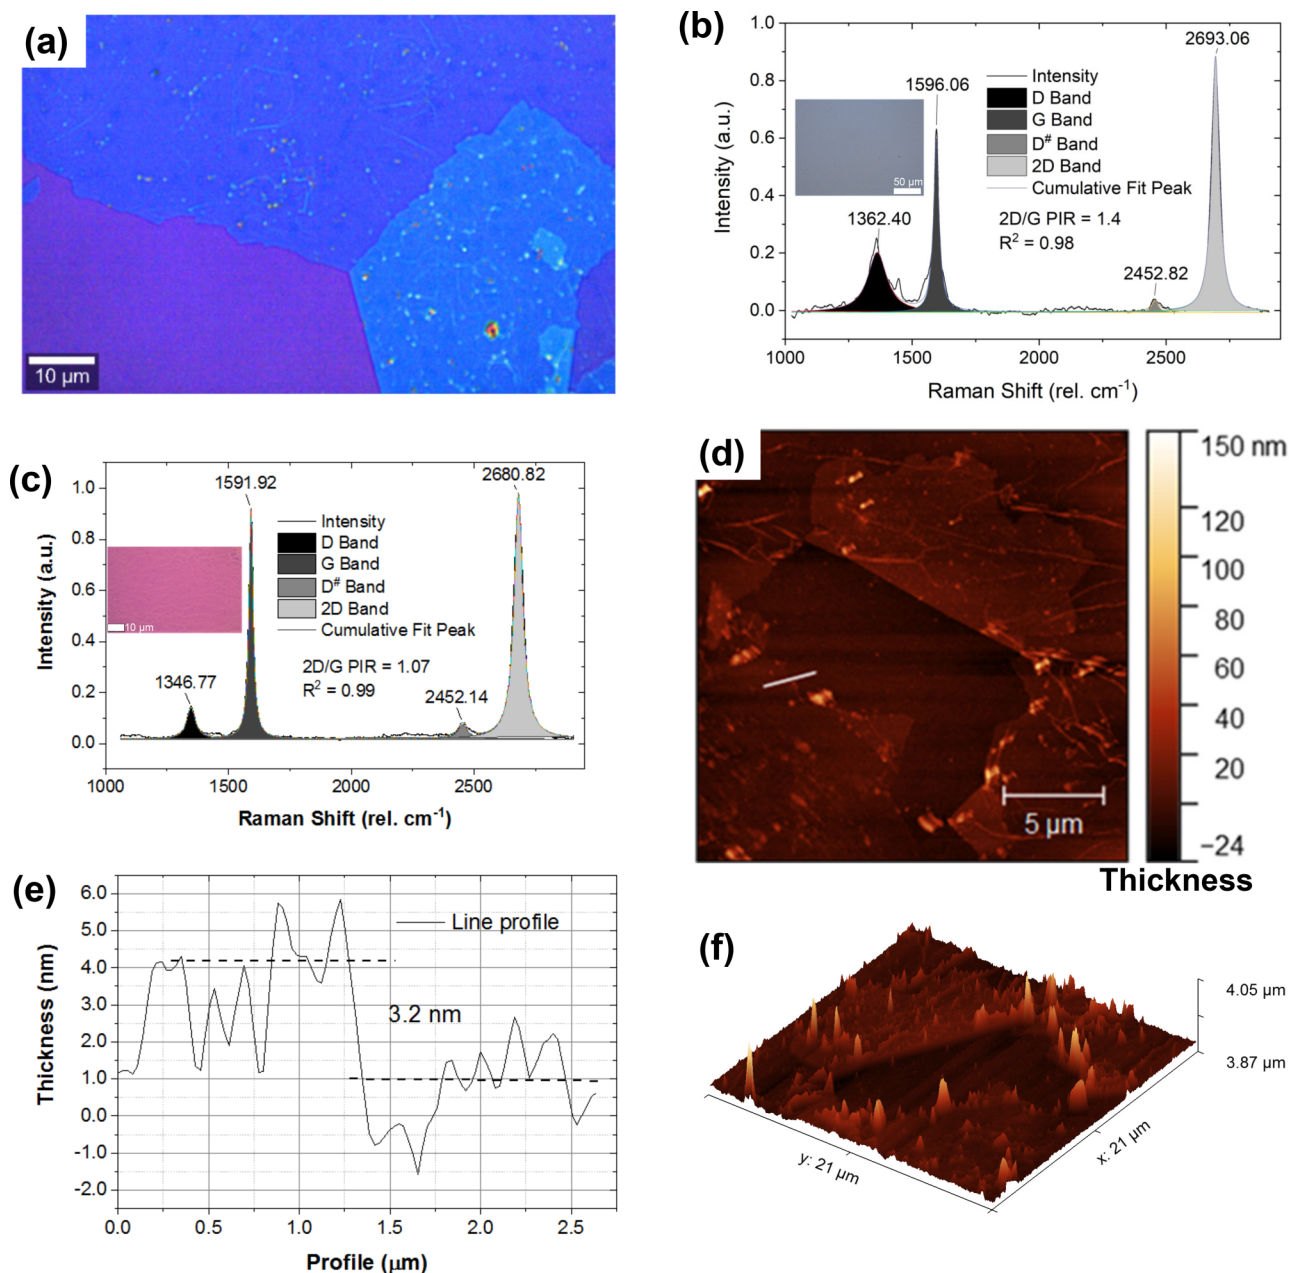 (a)
10 µm
(b)
Intensity (a.u.)
1.0
0.8
0.6
0.4
0.2
0.0
1000
1500
2000
2500
Raman Shift (rel. cm⁻¹)
1362.40
1596.06
2452.82
2693.06
Intensity
D Band
G Band
D# Band
2D Band
Cumulative Fit Peak
2D/G PIR = 1.4
R² = 0.98
50 µm
(c)
Intensity (a.u.)
1.0
0.8
0.6
0.4
0.2
0.0
1000
1500
2000
2500
Raman Shift (rel. cm⁻¹)
1346.77
1591.92
2452.14
2680.82
Intensity
D Band
G Band
D# Band
2D Band
Cumulative Fit Peak
2D/G PIR = 1.07
R² = 0.99
10 µm
(d)
5 µm
150 nm
120
100
80
60
40
20
−24
Thickness
(e)
Thickness (nm)
6.0
5.0
4.0
3.0
2.0
1.0
0.0
-1.0
-2.0
0.0
0.5
1.0
1.5
2.0
2.5
Profile (µm)
Line profile
3.2 nm
(f)
4.05 µm
3.87 µm
x: 21 µm
y: 21 µm